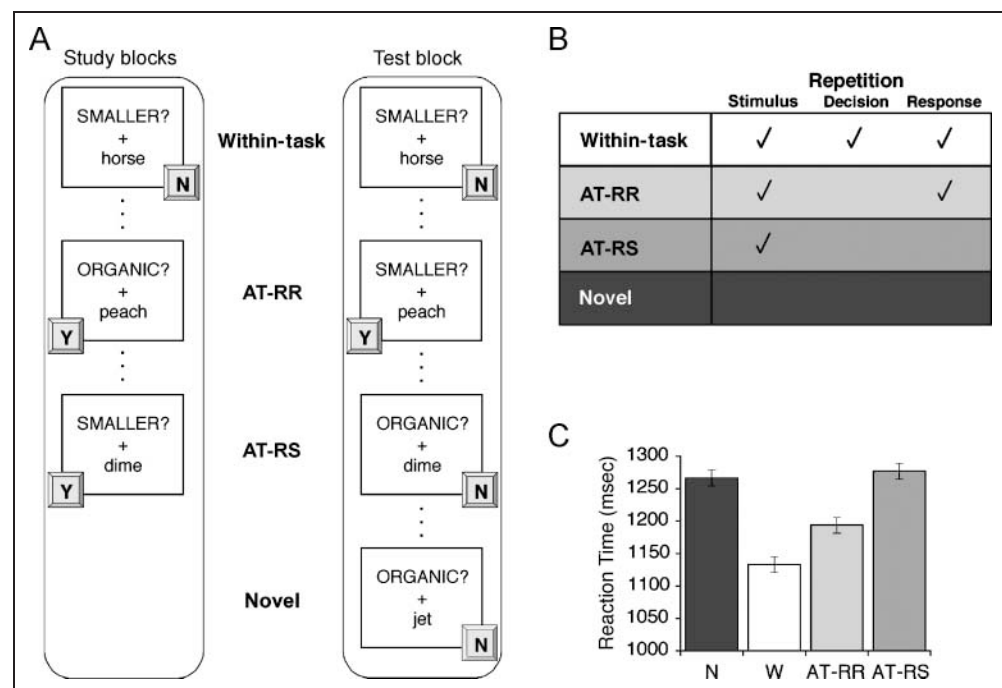 A
Study blocks
Test block
SMALLER?
+
horse
N
Within-task
SMALLER?
+
horse
N
ORGANIC?
+
peach
Y
AT-RR
SMALLER?
+
peach
Y
SMALLER?
+
dime
Y
AT-RS
ORGANIC?
+
dime
N
Novel
ORGANIC?
+
jet
N
B
Repetition
Stimulus Decision Response
Within-task ✓ ✓ ✓
AT-RR ✓ ✓
AT-RS ✓
Novel
C
Reaction Time (msec)
1300
1250
1200
1150
1100
1050
1000
N W AT-RR AT-RS